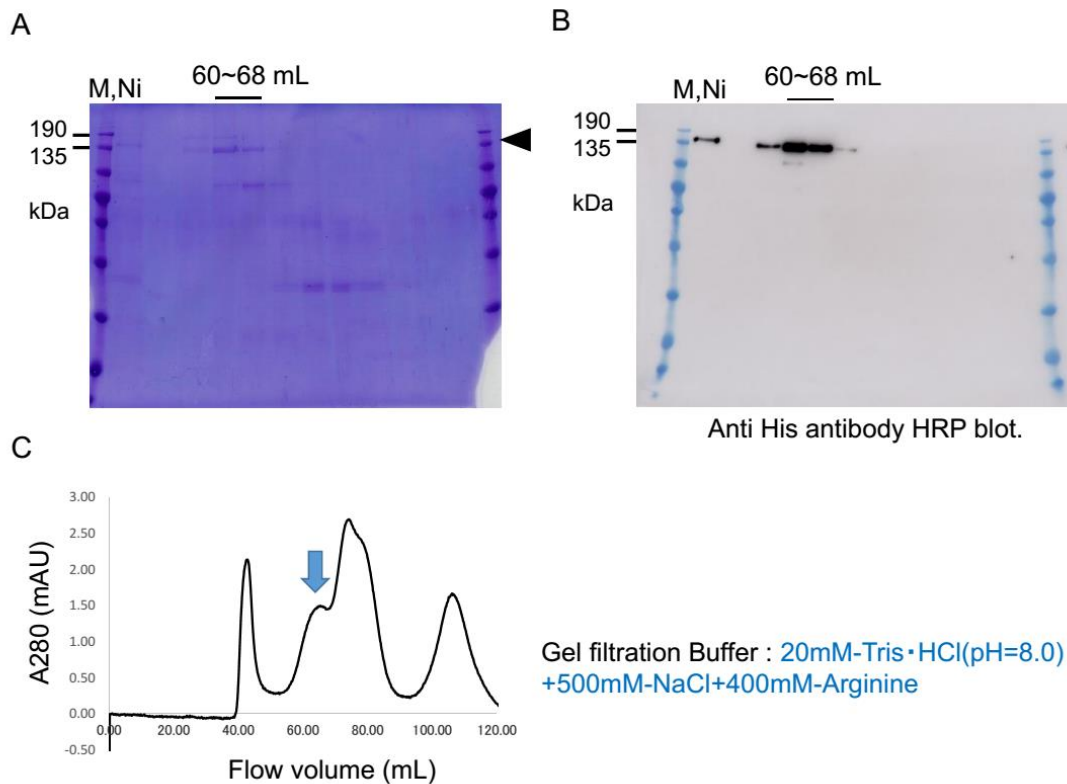 A
60~68 mL
M,Ni
190
135
kDa
B
60~68 mL
M,Ni
190
135
kDa
Anti His antibody HRP blot.
C
3.00
2.50
2.00
1.50
1.00
0.50
0.00
-0.50
A280 (mAU)
0.00 20.00 40.00 60.00 80.00 100.00 120.00
Flow volume (mL)
Gel filtration Buffer : 20mM-Tris・HCl(pH=8.0)
+500mM-NaCl+400mM-Arginine